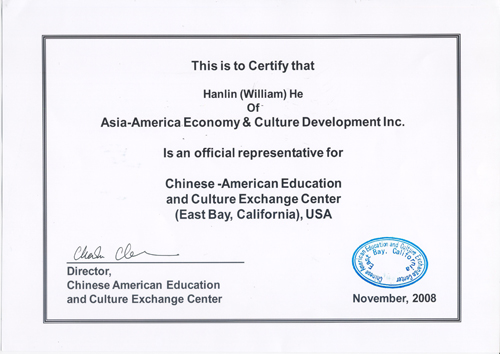 This is to Certify that
Hanlin (William) He
Of
Asia-America Economy & Culture Development Inc.
Is an official representative for
Chinese -American Education
and Culture Exchange Center
(East Bay, California), USA
Director,
Chinese American Education
and Culture Exchange Center
Chinese American Education and Culture Exchange Center
East Bay, California
November, 2008